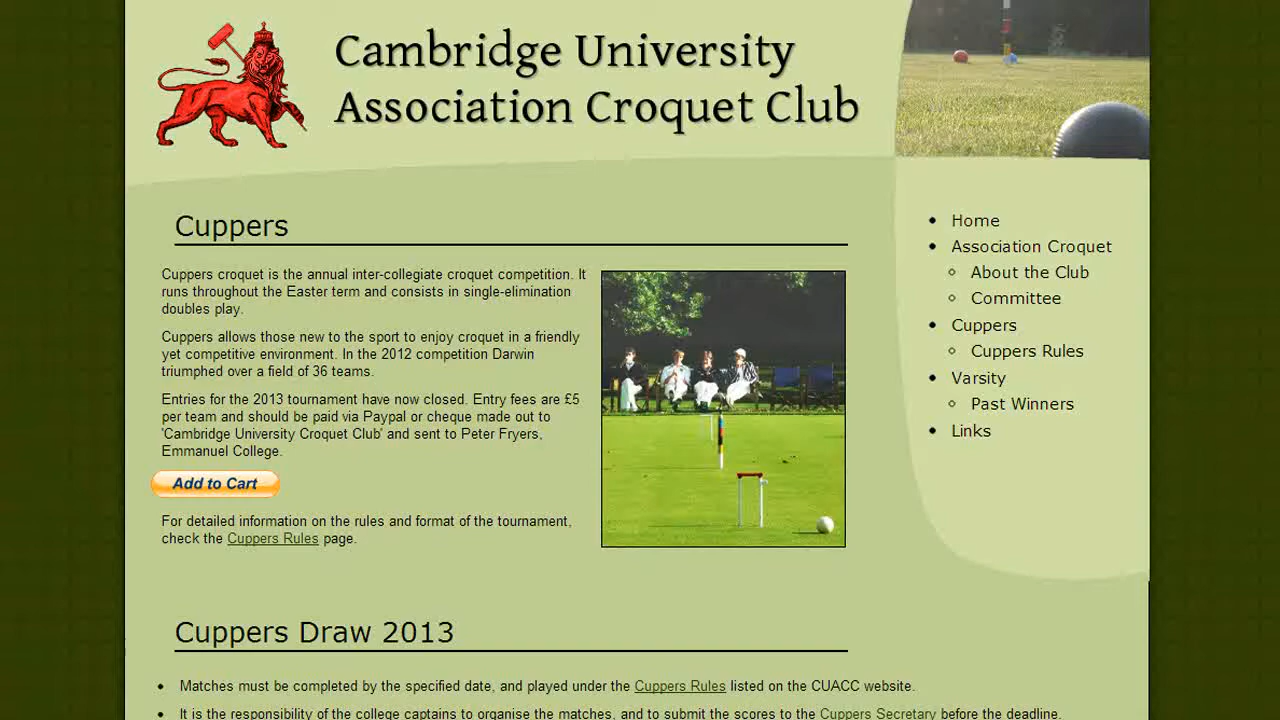 Cambridge University
Association Croquet Club
Cuppers
Cuppers croquet is the annual inter-collegiate croquet competition. It
runs throughout the Easter term and consists in single-elimination
doubles play.
Cuppers allows those new to the sport to enjoy croquet in a friendly
yet competitive environment. In the 2012 competition Darwin
triumphed over a field of 36 teams.
Entries for the 2013 tournament have now closed. Entry fees are £5
per team and should be paid via Paypal or cheque made out to
'Cambridge University Croquet Club' and sent to Peter Fryers,
Emmanuel College.
Add to Cart
For detailed information on the rules and format of the tournament,
check the Cuppers Rules page.
Home
Association Croquet
About the Club
Committee
Cuppers
Cuppers Rules
Varsity
Past Winners
Links
Cuppers Draw 2013
Matches must be completed by the specified date, and played under the Cuppers Rules listed on the CUACC website.
It is the responsibility of the college captains to organise the matches, and to submit the scores to the Cuppers Secretary before the deadline.